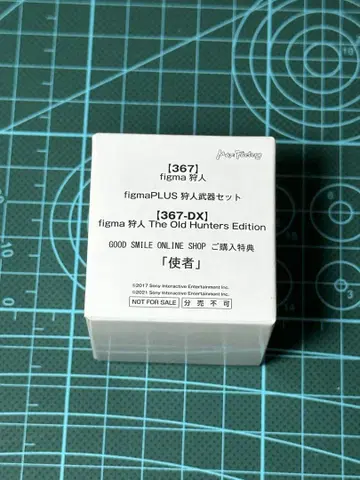 Max Factory
【367】
figma 狩人
figmaPLUS 狩人武器セット
【367-DX】
figma 狩人 The Old Hunters Edition
GOOD SMILE ONLINE SHOP ご購入特典
「使者」
©2017 Sony Interactive Entertainment Inc.
©2021 Sony Interactive Entertainment Inc.
NOT FOR SALE 分売不可
10